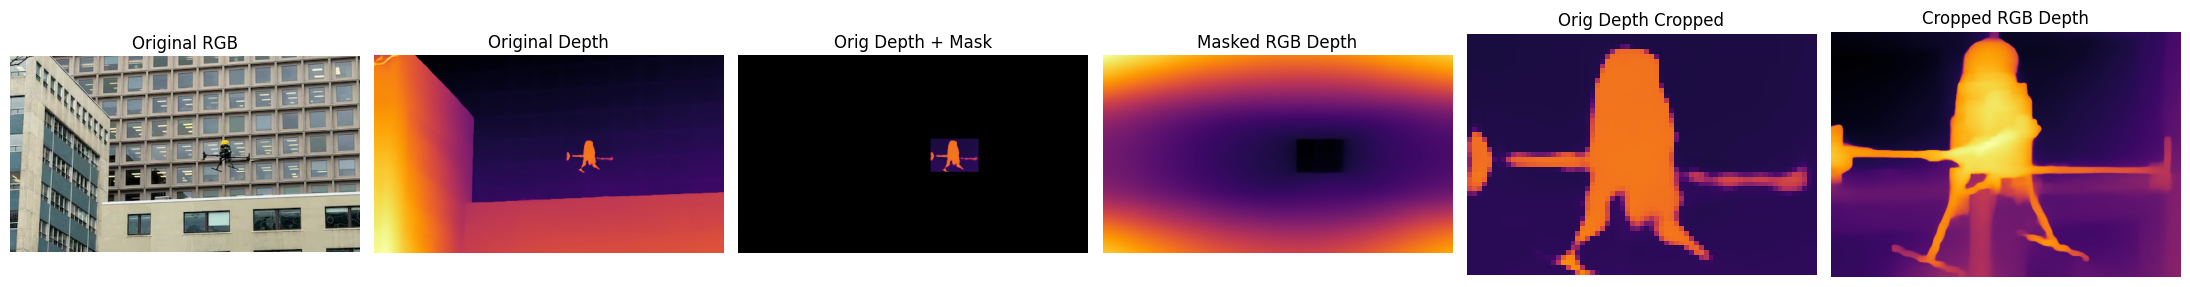 Original RGB
Original Depth
Orig Depth + Mask
Masked RGB Depth
Orig Depth Cropped
Cropped RGB Depth